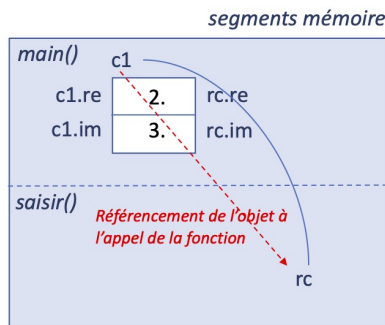 segments mémoire
main()
c1
c1.re 2. rc.re
c1.im 3. rc.im
saisir()
Référencement de l'objet à
l'appel de la fonction
rc